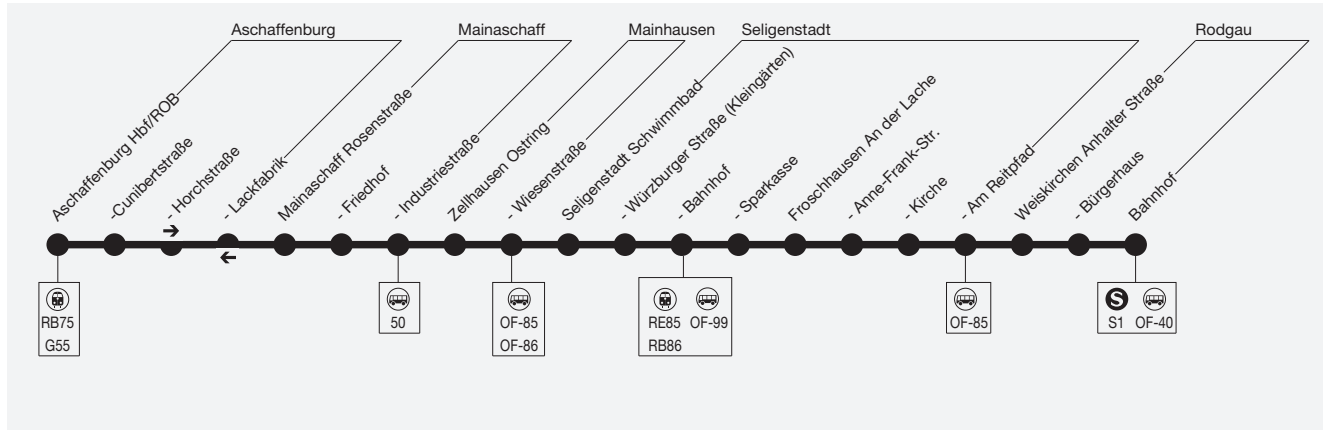 Aschaffenburg
Mainaschaff
Mainhausen
Seligenstadt
Rodgau
Aschaffenburg Hbf/ROB
-Cunibertstraße
- Horchstraße
- Lackfabrik
Mainaschaff Rosenstraße
- Friedhof
- Industriestraße
Zellhausen Ostring
- Wiesenstraße
Seligenstadt Schwimmbad
- Würzburger Straße (Kleingärten)
- Bahnhof
- Sparkasse
Froschhausen An der Lache
- Anne-Frank-Str.
- Kirche
- Am Reitpfad
Weiskirchen Anhalter Straße
- Bürgerhaus
Bahnhof
→
←
RB75
G55
50
OF-85
OF-86
RE85 OF-99
RB86
OF-85
S
S1 OF-40